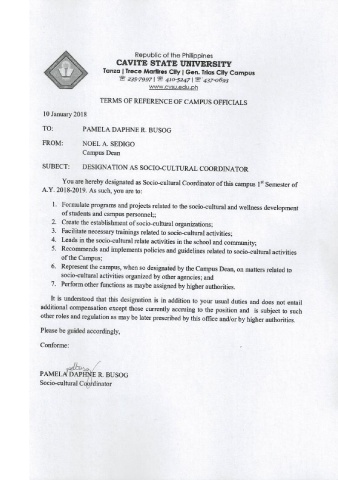 Republic of the Philippines
CAVITE STATE UNIVERSITY
Tanza | Trece Martires City | Gen. Trias City Campus
☏ 235-7997 | ☏ 410-5247 | ☏ 437-0693
www.cvsu.edu.ph
TERMS OF REFERENCE OF CAMPUS OFFICIALS
10 January 2018
TO: PAMELA DAPHNE R. BUSOG
FROM: NOEL A. SEDIGO
Campus Dean
SUBJECT: DESIGNATION AS SOCIO-CULTURAL COORDINATOR
You are hereby designated as Socio-cultural Coordinator of this campus 1st Semester of
A.Y. 2018-2019. As such, you are to:
1. Formulate programs and projects related to the socio-cultural and wellness development
of students and campus personnel;
2. Create the establishment of socio-cultural organizations;
3. Facilitate necessary trainings related to socio-cultural activities;
4. Leads in the socio-cultural relate activities in the school and community;
5. Recommends and implements policies and guidelines related to socio-cultural activities
of the Campus;
6. Represent the campus, when so designated by the Campus Dean, on matters related to
socio-cultural activities organized by other agencies; and
7. Perform other functions as maybe assigned by higher authorities.
It is understood that this designation is in addition to your usual duties and does not entail
additional compensation except those currently accruing to the position and is subject to such
other roles and regulation as may be later prescribed by this office and/or by higher authorities.
Please be guided accordingly,
Conforme:
PAMELA DAPHNE R. BUSOG
Socio-cultural Coordinator